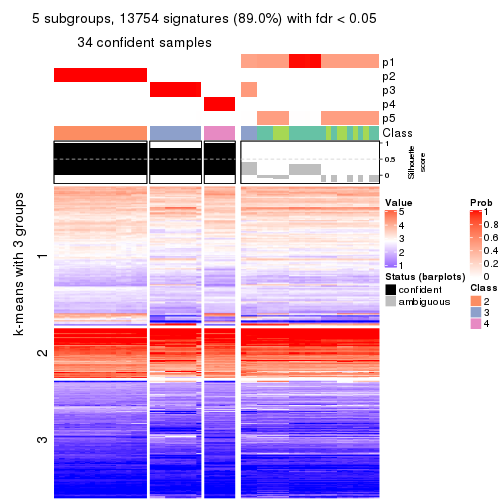 5 subgroups, 13754 signatures (89.0%) with fdr < 0.05
34 confident samples
p1
p2
p3
p4
p5
Class
1
0.5
0
Silhouette
score
k-means with 3 groups
1
2
3
Value
5
4
3
2
1
Status (barplots)
confident
ambiguous
Prob
1
0.8
0.6
0.4
0.2
0
Class
2
3
4